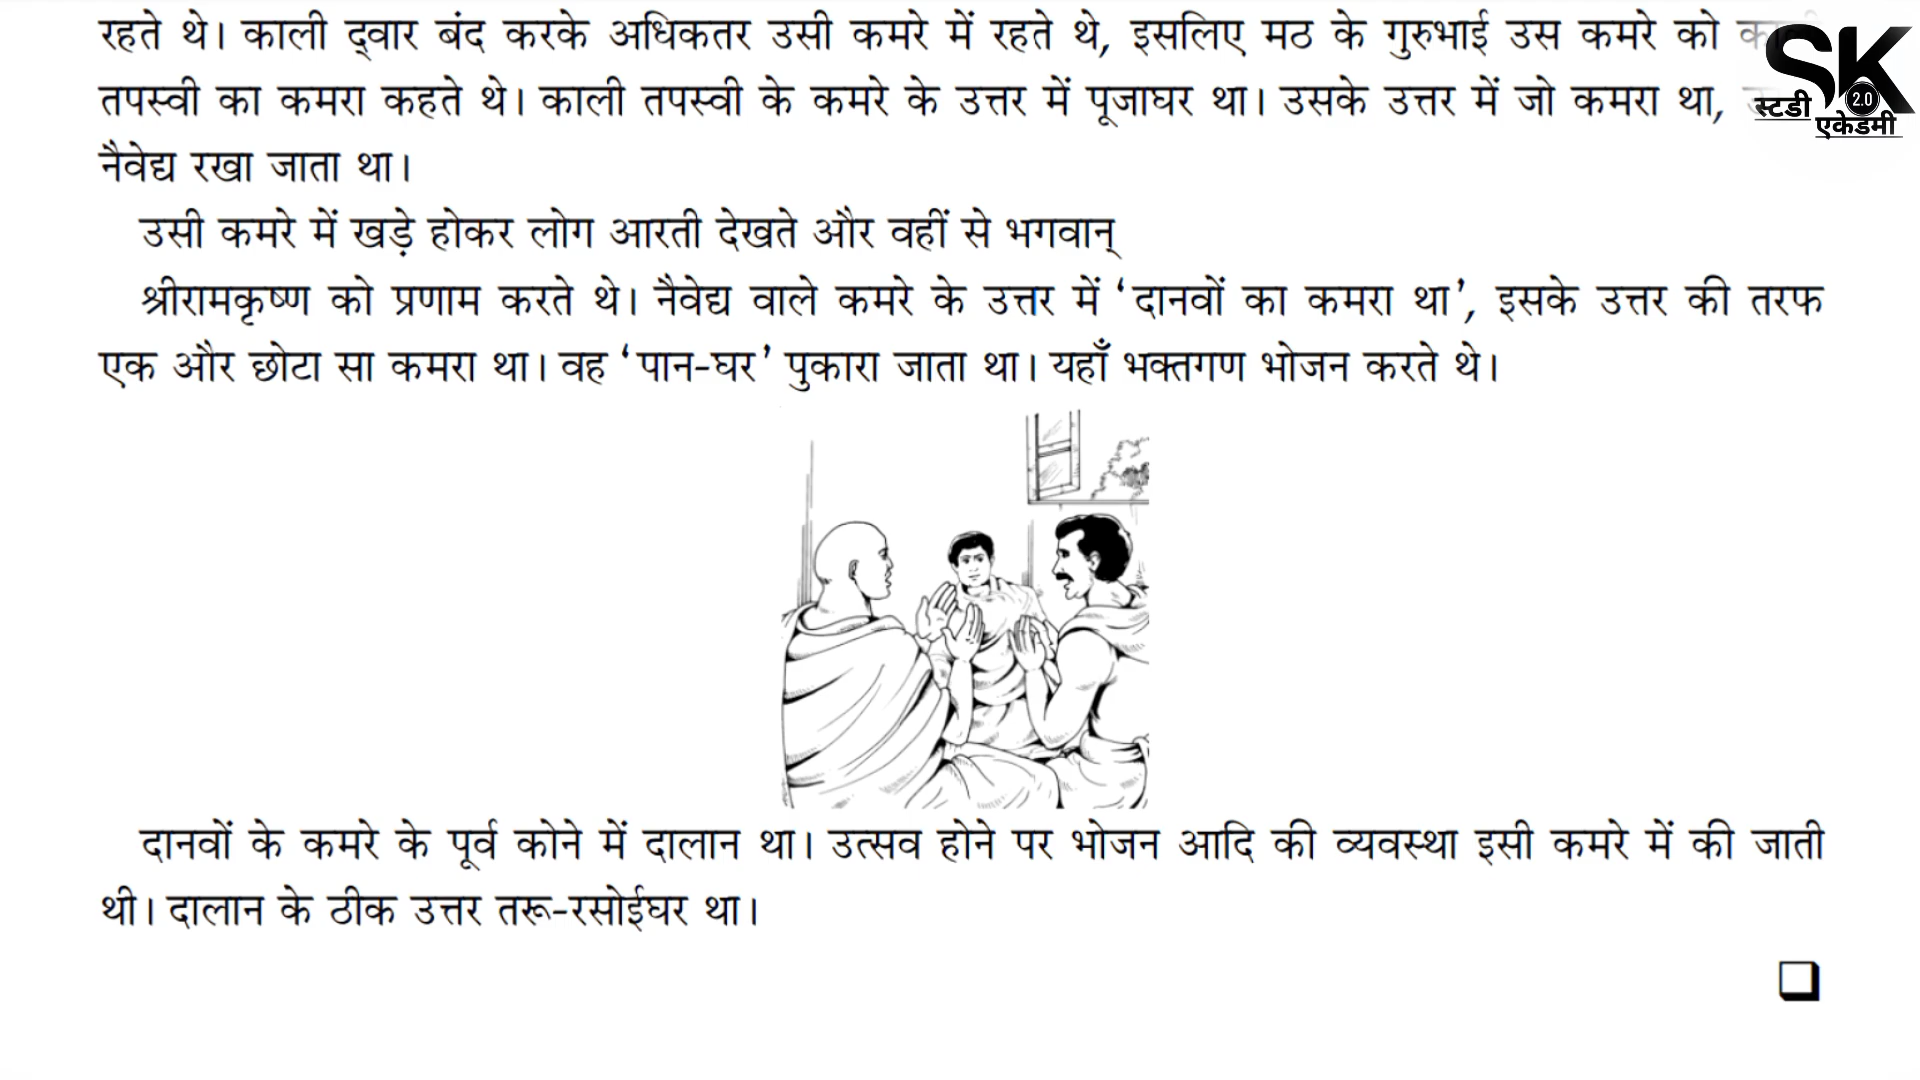 रहते थे। काली द्वार बंद करके अधिकतर उसी कमरे में रहते थे, इसलिए मठ के गुरुभाई उस कमरे को
तपस्वी का कमरा कहते थे। काली तपस्वी के कमरे के उत्तर में पूजाघर था। उसके उत्तर में जो कमरा था,
नैवेद्य रखा जाता था।
उसी कमरे में खड़े होकर लोग आरती देखते और वहीं से भगवान्
श्रीरामकृष्ण को प्रणाम करते थे। नैवेद्य वाले कमरे के उत्तर में ‘दानवों का कमरा था’, इसके उत्तर की तरफ
एक और छोटा सा कमरा था। वह ‘पान-घर’ पुकारा जाता था। यहाँ भक्तगण भोजन करते थे।
दानवों के कमरे के पूर्व कोने में दालान था। उत्सव होने पर भोजन आदि की व्यवस्था इसी कमरे में की जाती
थी। दालान के ठीक उत्तर तरू-रसोईघर था।
SK
2.0
स्टडी
एकेडमी